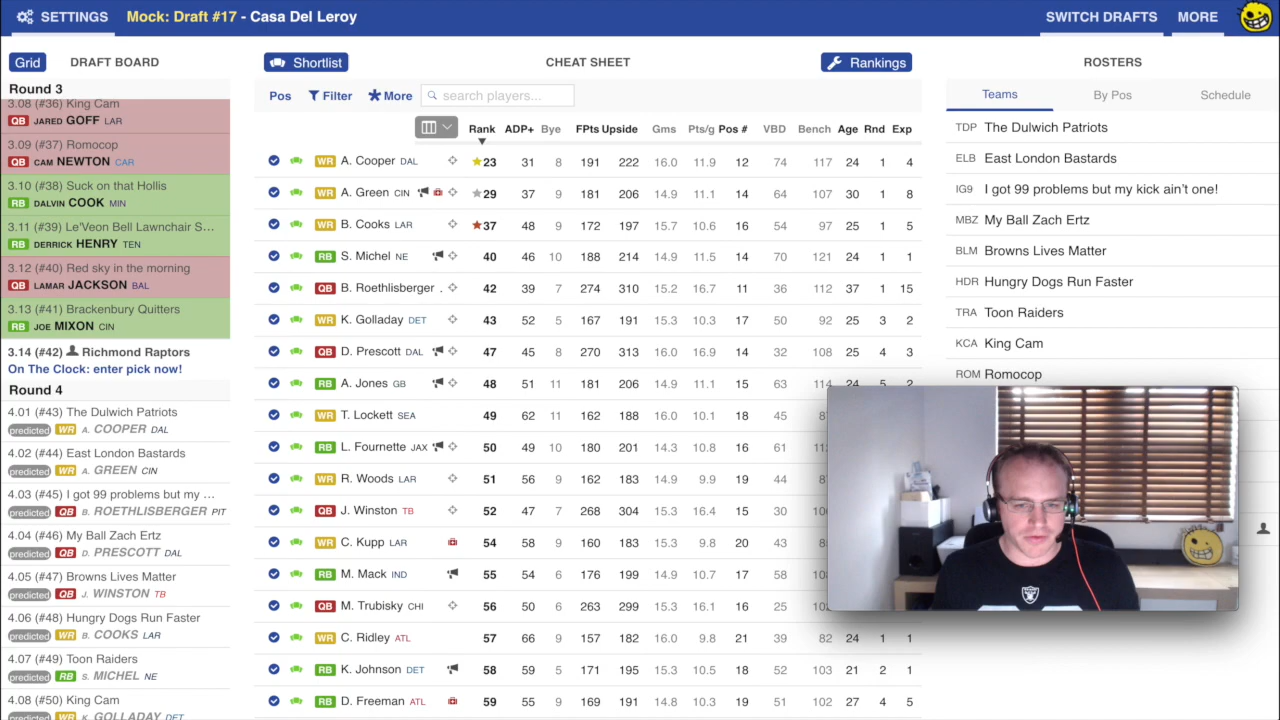 SETTINGS Mock: Draft #17 - Casa Del Leroy SWITCH DRAFTS MORE
Grid DRAFT BOARD
Round 3
3.08 (#36) King Cam
QB JARED GOFF LAR
3.09 (#37) Romocop
QB CAM NEWTON CAR
3.10 (#38) Suck on that Hollis
RB DALVIN COOK MIN
3.11 (#39) Le'Veon Bell Lawnchair S...
RB DERRICK HENRY TEN
3.12 (#40) Red sky in the morning
QB LAMAR JACKSON BAL
3.13 (#41) Brackenbury Quitters
RB JOE MIXON CIN
3.14 (#42) Richmond Raptors
On The Clock: enter pick now!
Round 4
4.01 (#43) The Dulwich Patriots
predicted WR A. COOPER DAL
4.02 (#44) East London Bastards
predicted WR A. GREEN CIN
4.03 (#45) I got 99 problems but my ...
predicted QB B. ROETHLISBERGER PIT
4.04 (#46) My Ball Zach Ertz
predicted QB D. PRESCOTT DAL
4.05 (#47) Browns Lives Matter
predicted QB J. WINSTON TB
4.06 (#48) Hungry Dogs Run Faster
predicted WR B. COOKS LAR
4.07 (#49) Toon Raiders
predicted RB S. MICHEL NE
4.08 (#50) King Cam
predicted WR K. GOLLADAY DET
Shortlist CHEAT SHEET Rankings
Pos Filter More search players...
Rank ADP+ Bye FPts Upside Gms Pts/g Pos # VBD Bench Age Rnd Exp
WR A. Cooper DAL 23 31 8 191 222 16.0 11.9 12 74 117 24 1 4
WR A. Green CIN 29 37 9 181 206 14.9 11.1 14 64 107 30 1 8
WR B. Cooks LAR 37 48 9 172 197 15.7 10.6 16 54 97 25 1 5
RB S. Michel NE 40 46 10 188 214 14.9 11.5 14 70 121 24 1 1
QB B. Roethlisberger . 42 39 7 274 310 15.2 16.7 11 36 112 37 1 15
WR K. Golladay DET 43 52 5 167 191 15.3 10.3 17 50 92 25 3 2
QB D. Prescott DAL 47 45 8 270 313 16.0 16.9 14 32 108 25 4 3
RB A. Jones GB 48 51 11 181 206 14.9 11.1 15 63 114 24 5 2
WR T. Lockett SEA 49 62 11 162 188 16.0 10.1 18 45
RB L. Fournette JAX 50 49 10 180 201 14.3 10.8 16 61
WR R. Woods LAR 51 56 9 162 183 14.9 9.9 19 44
QB J. Winston TB 52 47 7 268 304 15.3 16.4 15 30
WR C. Kupp LAR 54 58 9 160 183 15.3 9.8 20 43
RB M. Mack IND 55 54 6 176 199 14.9 10.7 17 58
QB M. Trubisky CHI 56 50 6 263 299 15.3 16.1 16 25
WR C. Ridley ATL 57 66 9 157 182 16.0 9.8 21 39 82 24 1 1
RB K. Johnson DET 58 59 5 171 195 15.3 10.5 18 52 103 21 2 1
RB D. Freeman ATL 59 55 9 169 191 14.8 10.3 19 51 102 27 4 5
ROSTERS
Teams By Pos Schedule
TDP The Dulwich Patriots
ELB East London Bastards
IG9 I got 99 problems but my kick ain't one!
MBZ My Ball Zach Ertz
BLM Browns Lives Matter
HDR Hungry Dogs Run Faster
TRA Toon Raiders
KCA King Cam
ROM Romocop